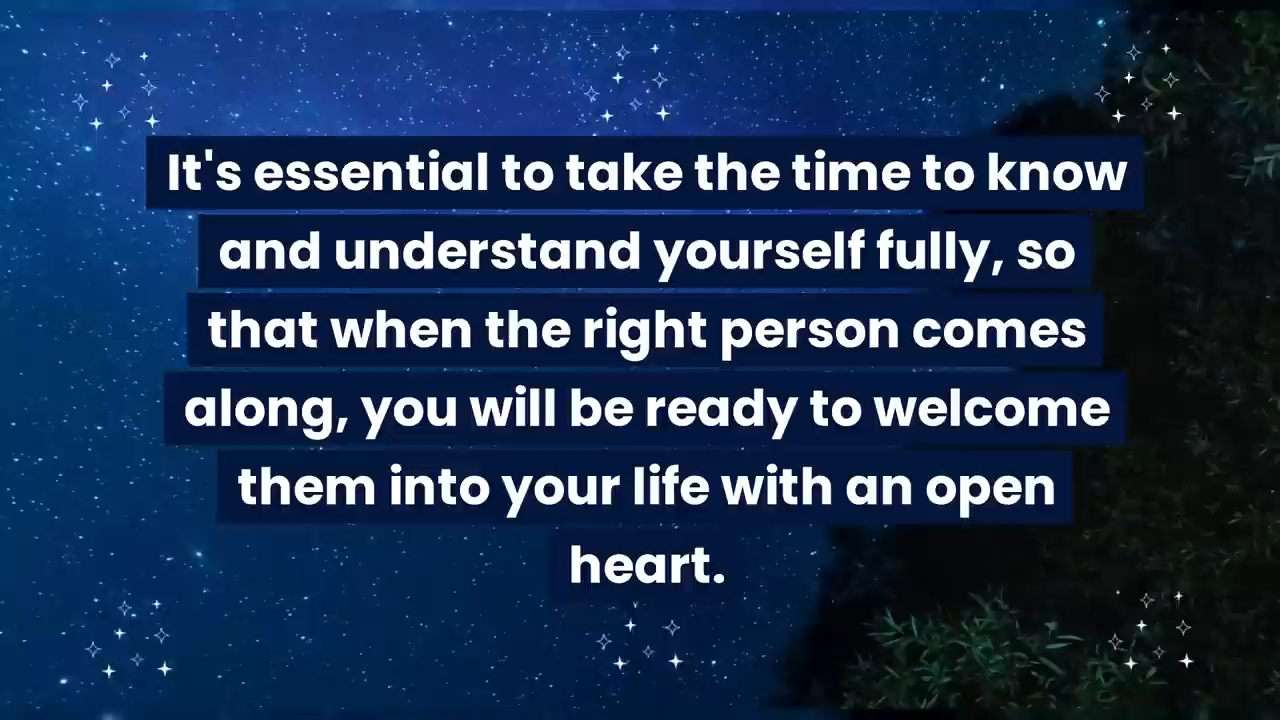 It's essential to take the time to know
and understand yourself fully, so
that when the right person comes
along, you will be ready to welcome
them into your life with an open
heart.